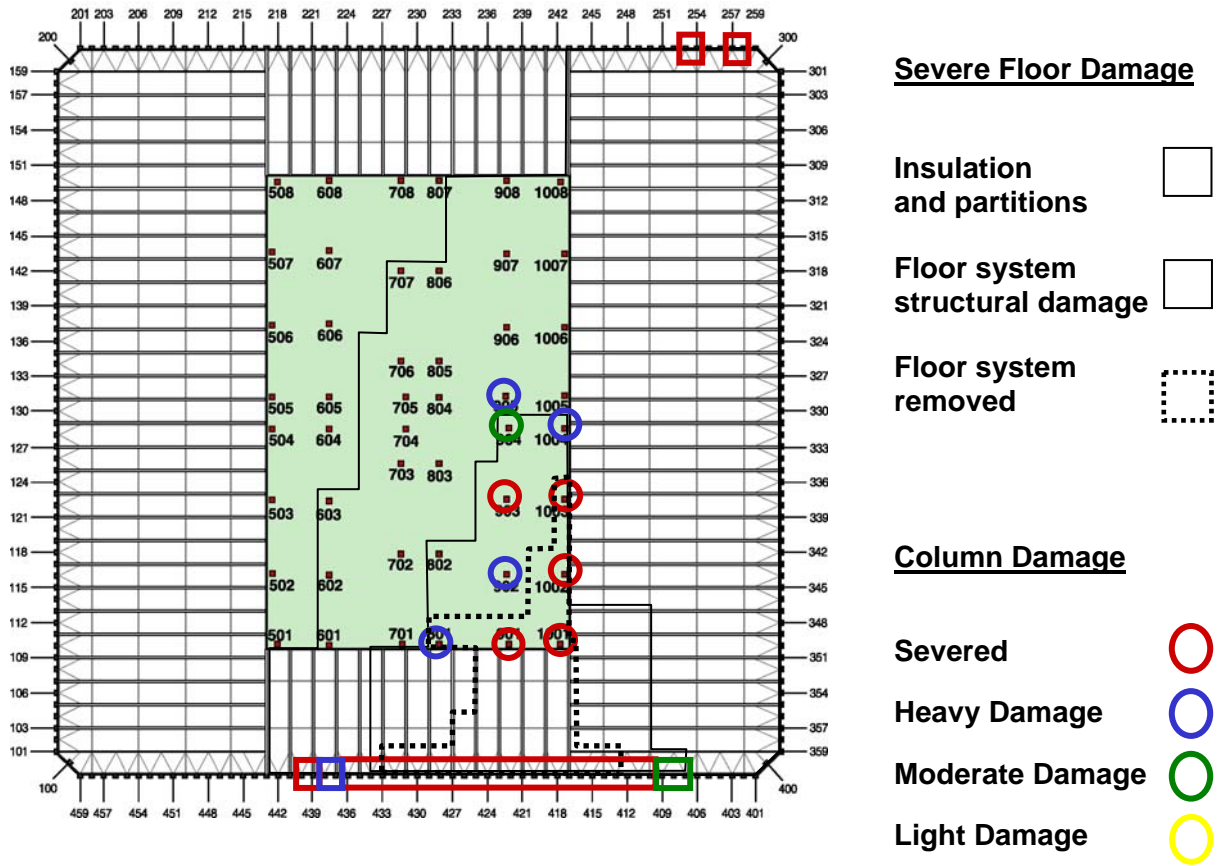 201 203 206 209 212 215 218 221 224 227 230 233 236 239 242 245 248 251 254 257 259
200 300
159 301
157 303
154 306
151 309
148 312
145 315
142 318
139 321
136 324
133 327
130 330
127 333
124 336
121 339
118 342
115 345
112 348
109 351
106 354
103 357
101 359
100 400
459 457 454 451 448 445 442 439 436 433 430 427 424 421 418 415 412 409 406 403 401
508 608 708 807 908 1008
507 607 907 1007
707 806
506 606 906 1006
706 805
505 605 705 804 1005
504 604 704
703 803
503 603
702 802
502 602 1002
501 601 701
Severe Floor Damage
Insulation
and partitions
Floor system
structural damage
Floor system
removed
Column Damage
Severed
Heavy Damage
Moderate Damage
Light Damage